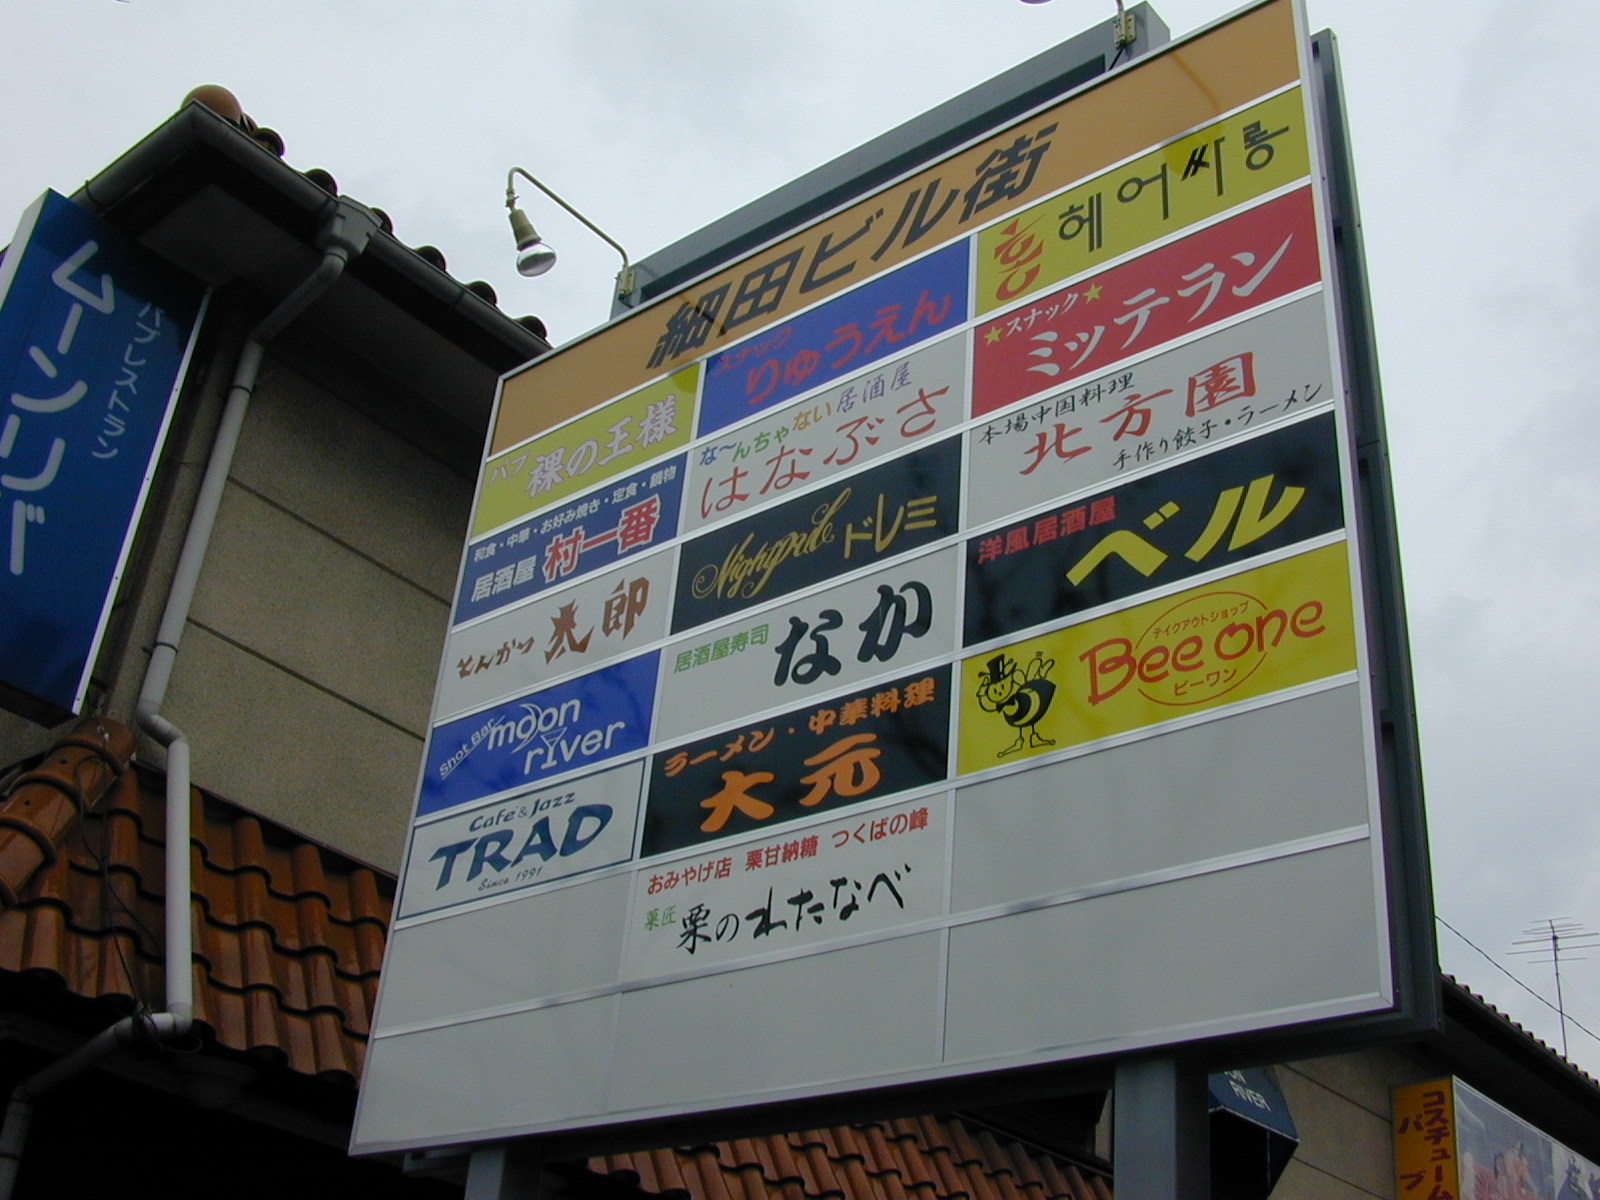 細田ビル街
パブ 裸の王様
和食・中華・お好み焼き・定食・鍋物
居酒屋 村一番
とんかつ 太郎
Shot Bar moon river
Cafe & Jazz
TRAD
Since 1991
スナック
りゅうえん
な〜んちゃない居酒屋
はなぶさ
Nightpub ドレミ
居酒屋寿司 なか
ラーメン・中華料理
大元
おみやげ店 栗甘納糖 つくばの峰
菓匠 栗のわたなべ
홍 헤어싸롱
スナック
ミッテラン
本場中国料理
北方園
手作り餃子・ラーメン
洋風居酒屋
ベル
テイクアウトショップ
Bee One
ビーワン
パブレストラン
ムーンリバー
RIVER
コスチューム
パブ